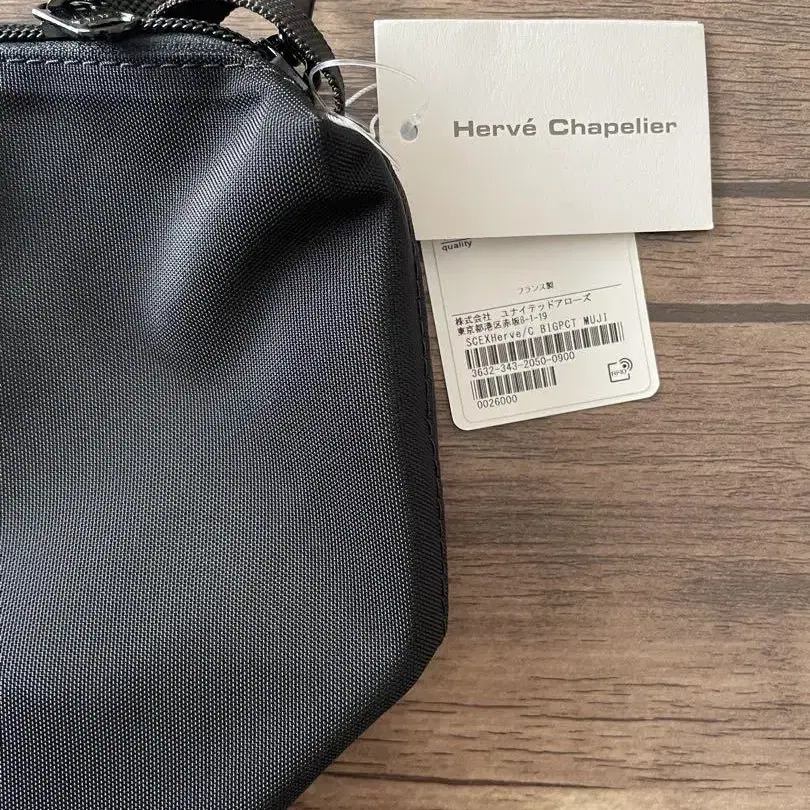 Hervé Chapelier
quality
フランス製
株式会社 ユナイテッドアローズ
東京都港区赤坂8-1-19
SCEXHerve/C BIGPCT MUJI
3632-343-2050-0900
0026000
RFID